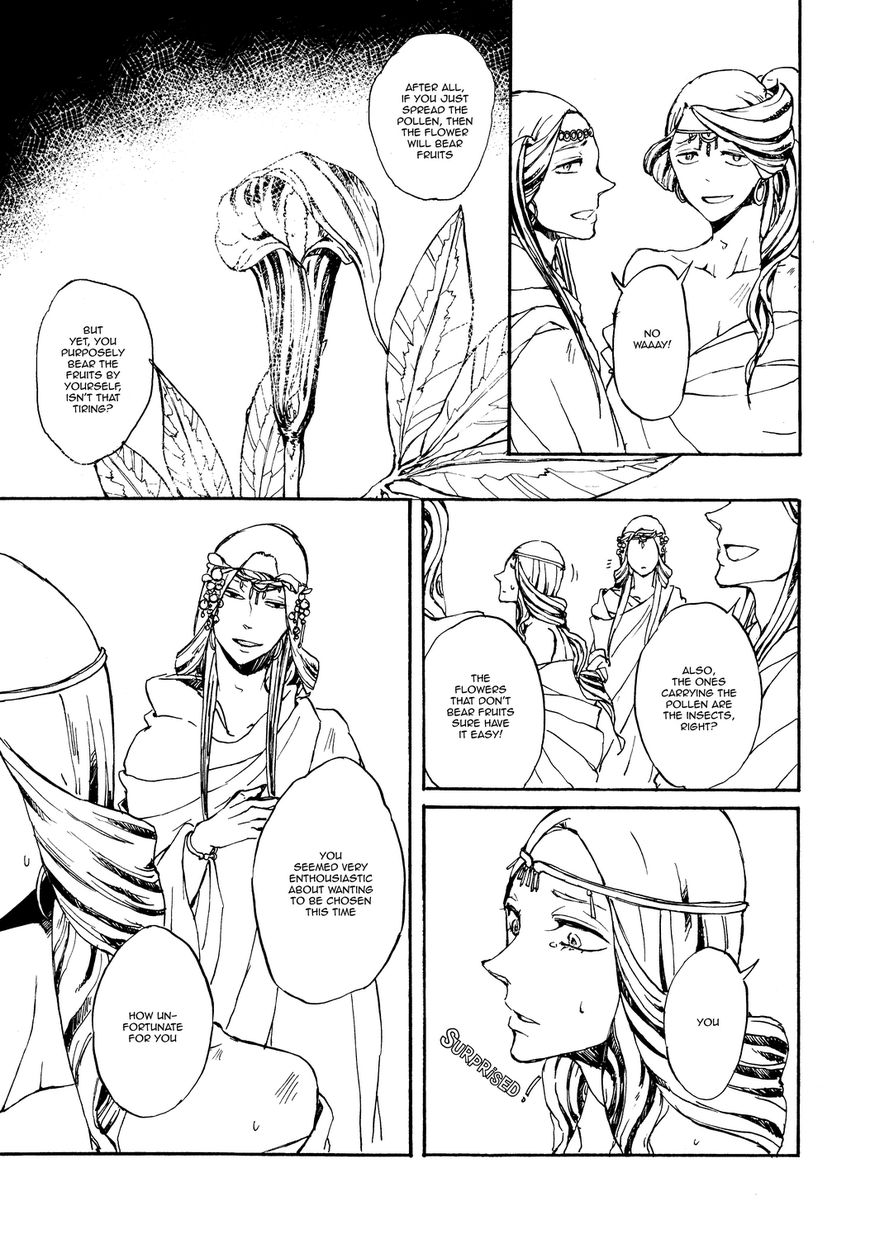 NO
WAAAY!
AFTER ALL,
IF YOU JUST
SPREAD THE
POLLEN, THEN
THE FLOWER
WILL BEAR
FRUITS
BUT
YET, YOU
PURPOSELY
BEAR THE
FRUITS BY
YOURSELF,
ISN'T THAT
TIRING?
ALSO,
THE ONES
CARRYING THE
POLLEN ARE
THE INSECTS,
RIGHT?
THE
FLOWERS
THAT DON'T
BEAR FRUITS
SURE HAVE
IT EASY!
YOU
SURPRISED!
YOU
SEEMED VERY
ENTHOUSIASTIC
ABOUT WANTING
TO BE CHOSEN
THIS TIME
HOW UN-
FORTUNATE
FOR YOU